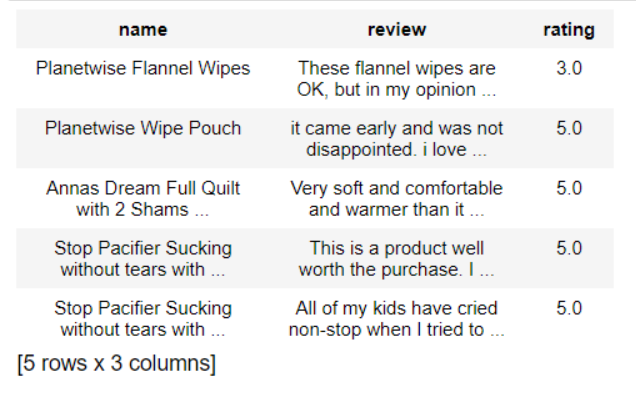 name review rating
Planetwise Flannel Wipes These flannel wipes are 3.0
OK, but in my opinion ...
Planetwise Wipe Pouch it came early and was not 5.0
disappointed. i love ...
Annas Dream Full Quilt Very soft and comfortable 5.0
with 2 Shams ... and warmer than it ...
Stop Pacifier Sucking This is a product well 5.0
without tears with ... worth the purchase. I ...
Stop Pacifier Sucking All of my kids have cried 5.0
without tears with ... non-stop when I tried to ...
[5 rows x 3 columns]